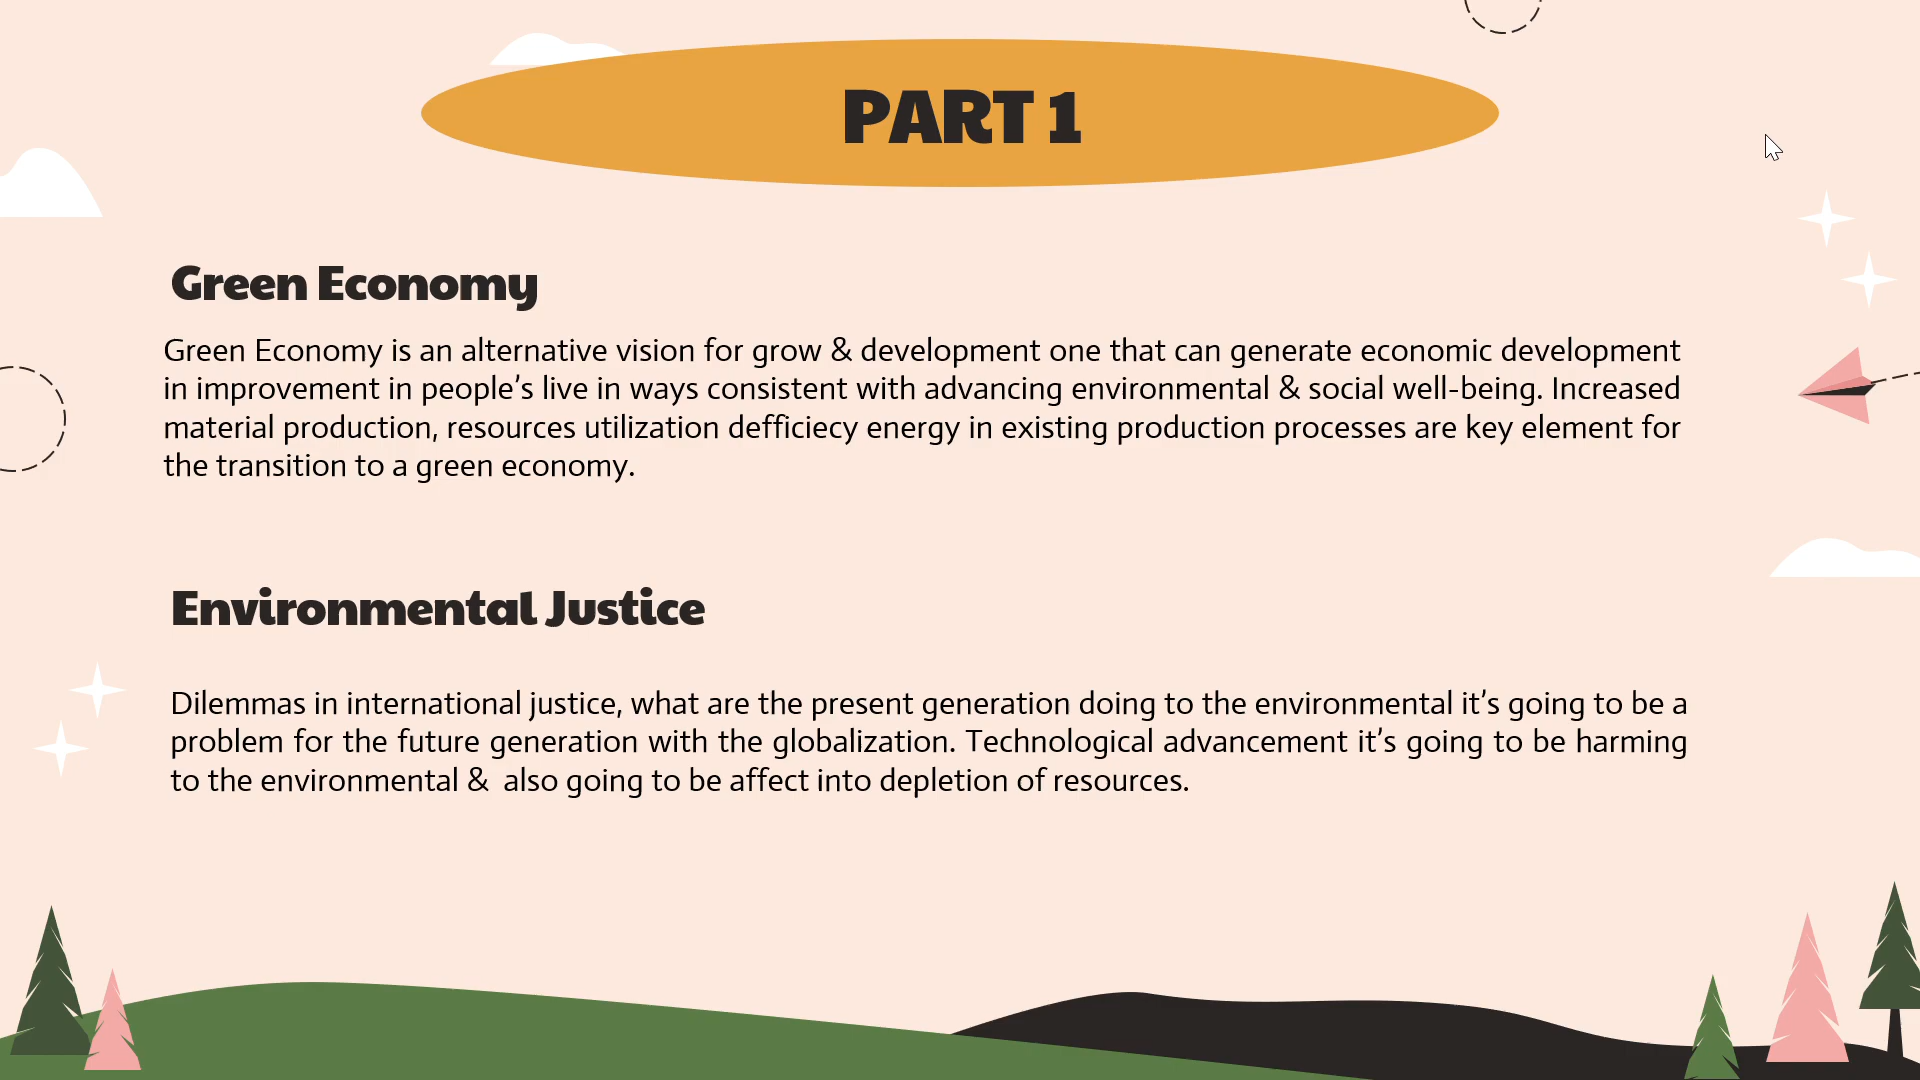 PART 1
Green Economy
Green Economy is an alternative vision for grow & development one that can generate economic development
in improvement in people’s live in ways consistent with advancing environmental & social well-being. Increased
material production, resources utilization defficiecy energy in existing production processes are key element for
the transition to a green economy.
Environmental Justice
Dilemmas in international justice, what are the present generation doing to the environmental it’s going to be a
problem for the future generation with the globalization. Technological advancement it’s going to be harming
to the environmental &  also going to be affect into depletion of resources.